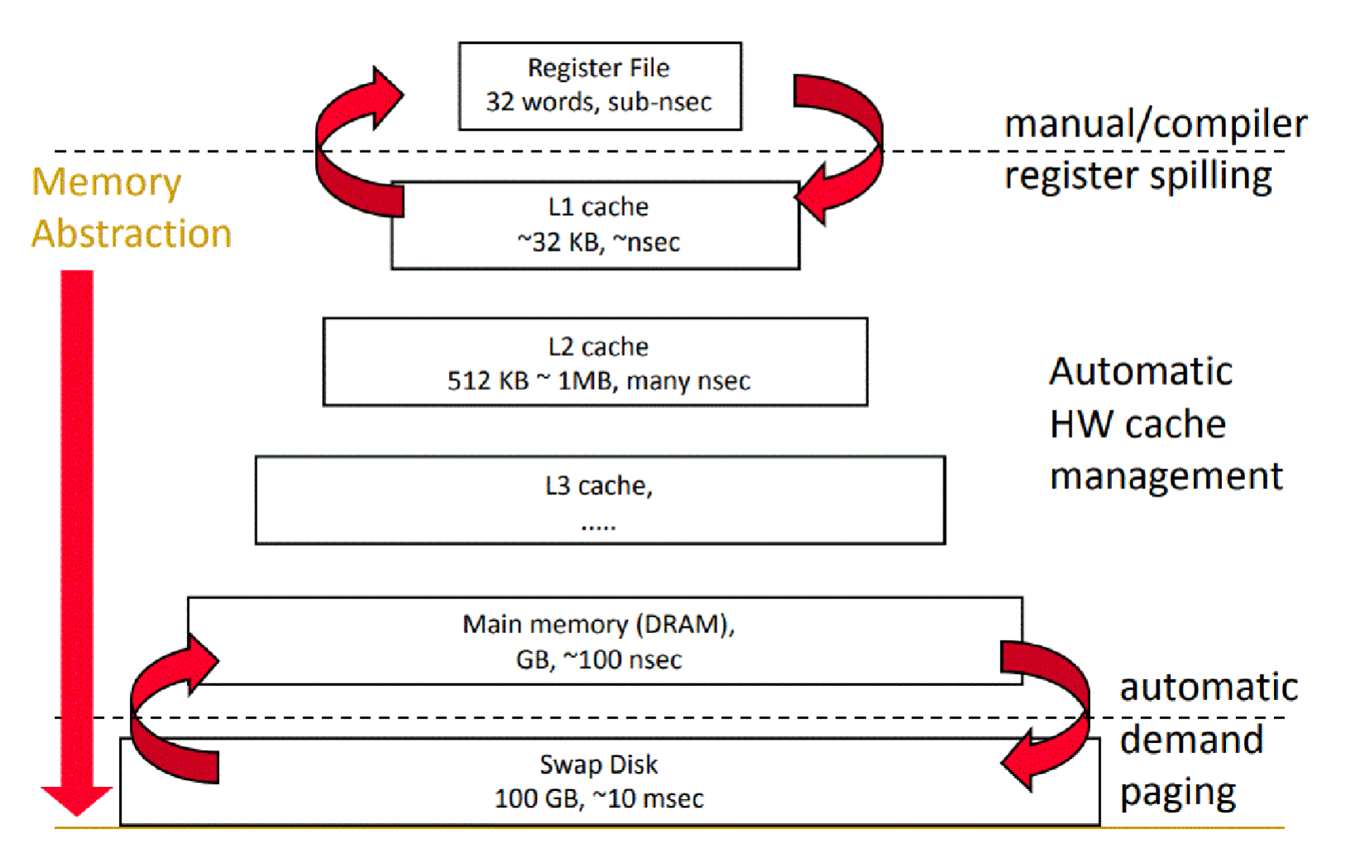 Register File
32 words, sub-nsec
manual/compiler
register spilling
Memory
Abstraction
L1 cache
~32 KB, ~nsec
L2 cache
512 KB ~ 1MB, many nsec
Automatic
HW cache
management
L3 cache,
.....
Main memory (DRAM),
GB, ~100 nsec
automatic
demand
paging
Swap Disk
100 GB, ~10 msec